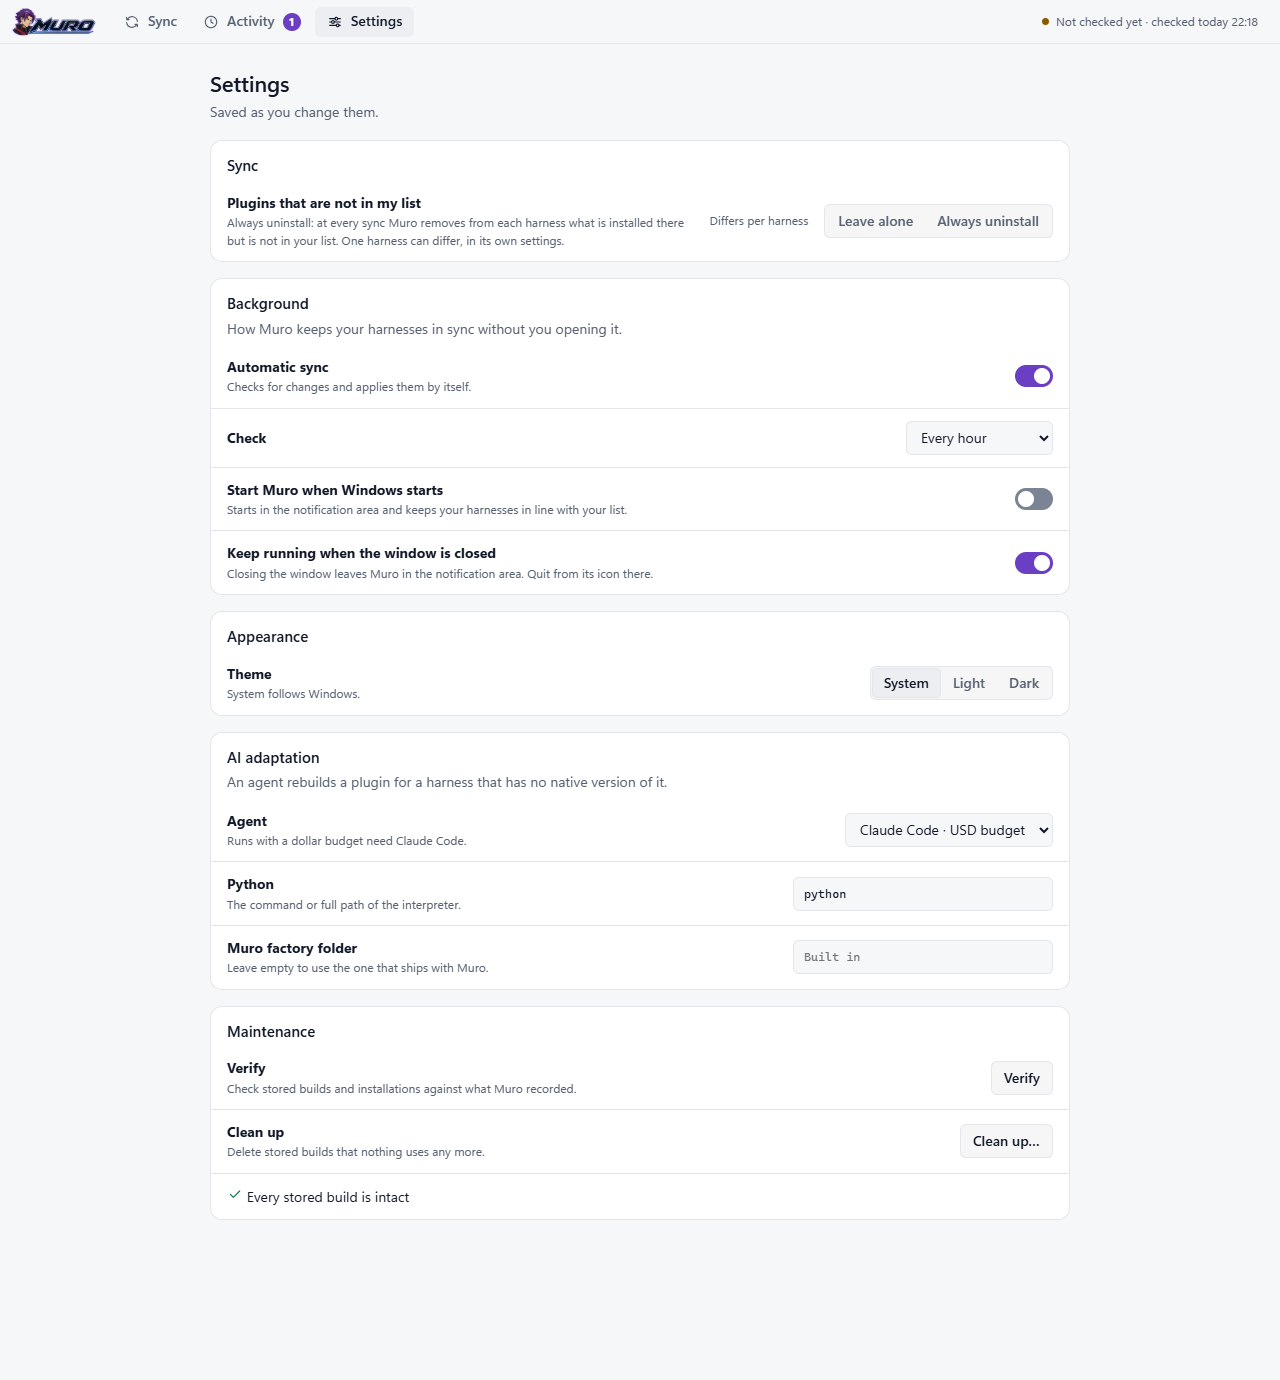 MURO
Sync
Activity 1
Settings
Not checked yet · checked today 22:18
Settings
Saved as you change them.
Sync
Plugins that are not in my list
Always uninstall: at every sync Muro removes from each harness what is installed there
but is not in your list. One harness can differ, in its own settings.
Differs per harness
Leave alone
Always uninstall
Background
How Muro keeps your harnesses in sync without you opening it.
Automatic sync
Checks for changes and applies them by itself.
Check
Every hour
Start Muro when Windows starts
Starts in the notification area and keeps your harnesses in line with your list.
Keep running when the window is closed
Closing the window leaves Muro in the notification area. Quit from its icon there.
Appearance
Theme
System follows Windows.
System
Light
Dark
AI adaptation
An agent rebuilds a plugin for a harness that has no native version of it.
Agent
Runs with a dollar budget need Claude Code.
Claude Code · USD budget
Python
The command or full path of the interpreter.
python
Muro factory folder
Leave empty to use the one that ships with Muro.
Built in
Maintenance
Verify
Check stored builds and installations against what Muro recorded.
Verify
Clean up
Delete stored builds that nothing uses any more.
Clean up...
Every stored build is intact